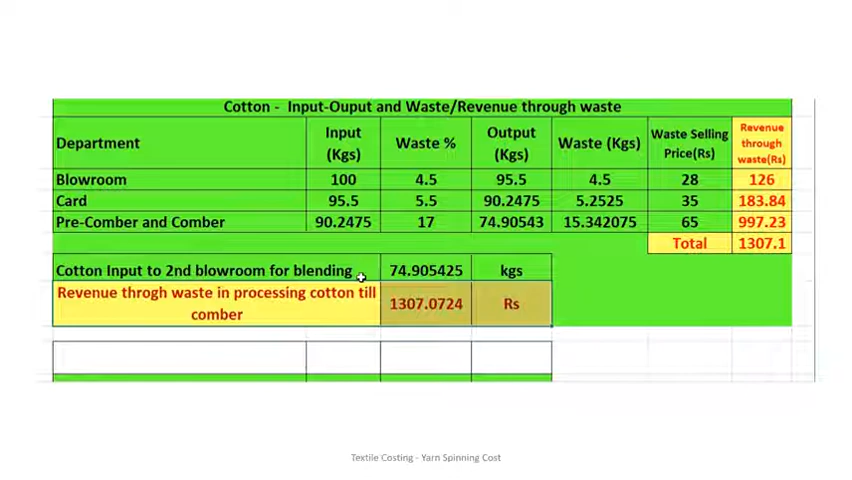 Cotton - Input-Ouput and Waste/Revenue through waste
Department Input (Kgs) Waste % Output (Kgs) Waste (Kgs) Waste Selling Price(Rs) Revenue through waste(Rs)
Blowroom 100 4.5 95.5 4.5 28 126
Card 95.5 5.5 90.2475 5.2525 35 183.84
Pre-Comber and Comber 90.2475 17 74.90543 15.342075 65 997.23
Total 1307.1
Cotton Input to 2nd blowroom for blending 74.905425 kgs
Revenue throgh waste in processing cotton till comber 1307.0724 Rs
Textile Costing - Yarn Spinning Cost